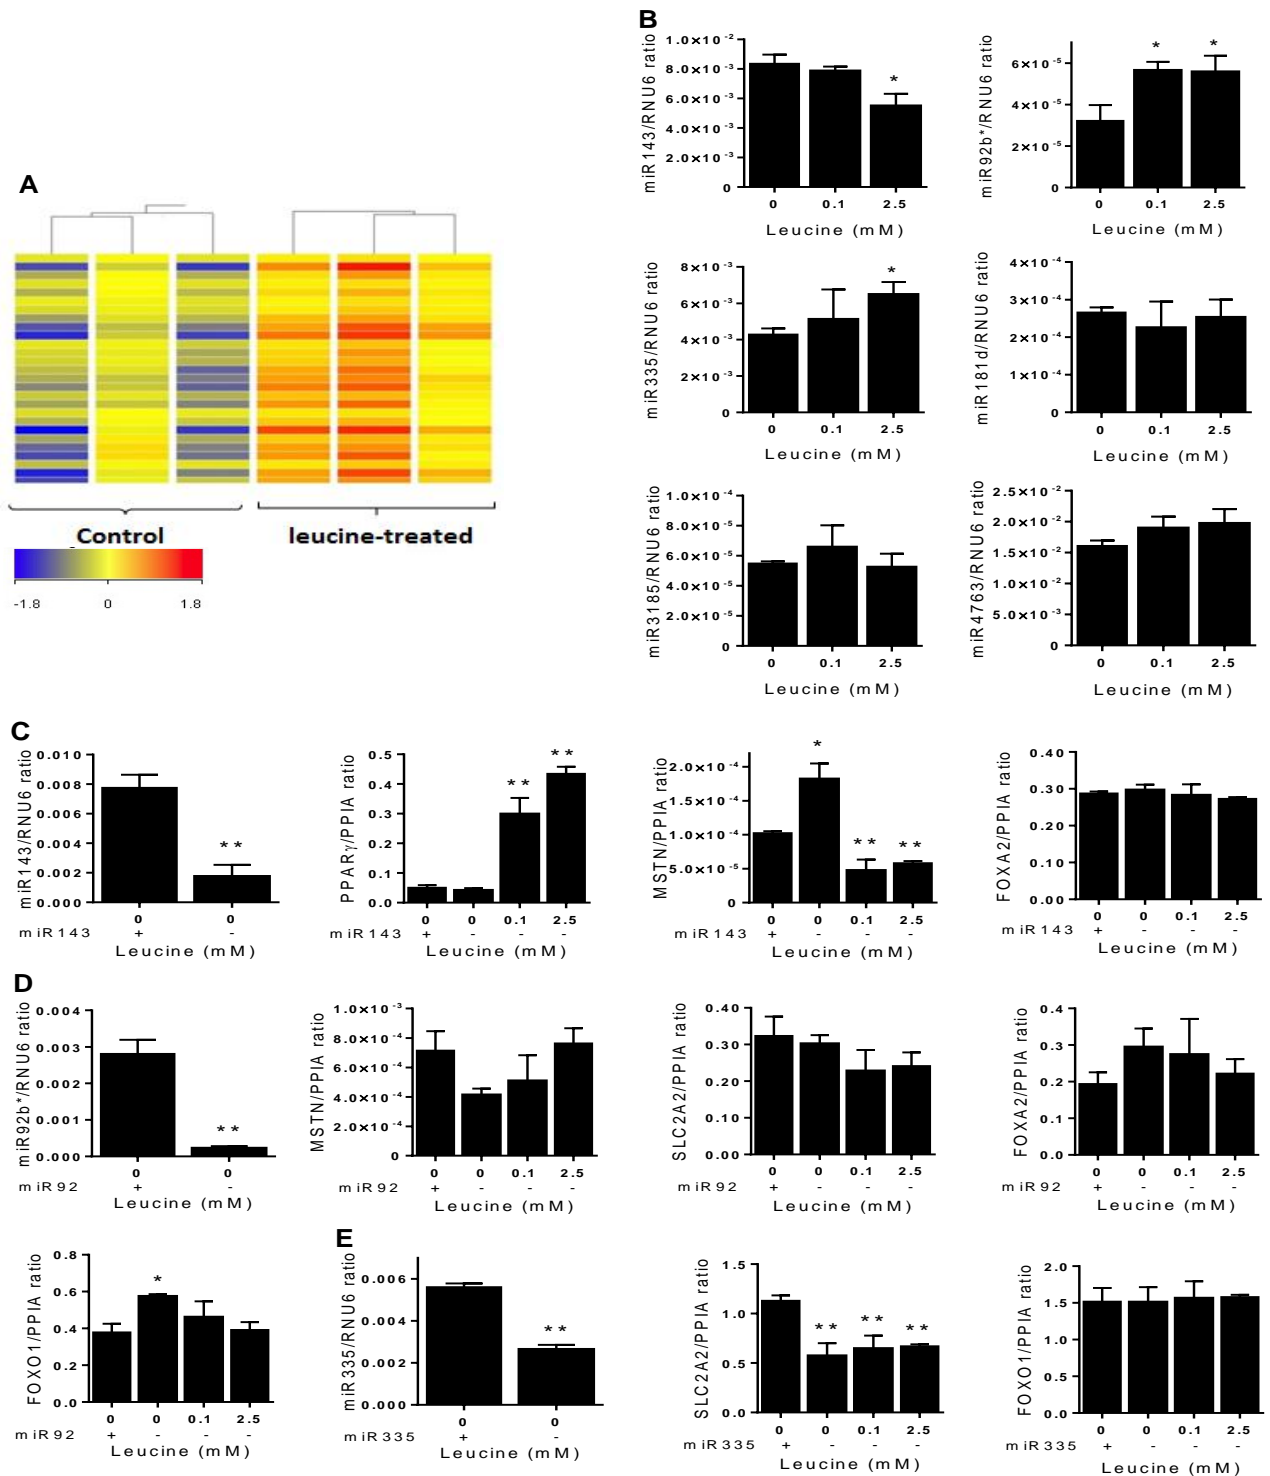 A
Control
leucine-treated
-1.8 0 1.8
B
miR143/RNU6 ratio
1.0×10⁻²
8.0×10⁻³
6.0×10⁻³
4.0×10⁻³
2.0×10⁻³
0
*
0 0.1 2.5
Leucine (mM)
miR92b*/RNU6 ratio
6×10⁻⁵
4×10⁻⁵
2×10⁻⁵
0
* *
0 0.1 2.5
Leucine (mM)
miR335/RNU6 ratio
8×10⁻³
6×10⁻³
4×10⁻³
2×10⁻³
0
*
0 0.1 2.5
Leucine (mM)
miR181d/RNU6 ratio
4×10⁻⁴
3×10⁻⁴
2×10⁻⁴
1×10⁻⁴
0
0 0.1 2.5
Leucine (mM)
miR3185/RNU6 ratio
1.0×10⁻⁴
8.0×10⁻⁵
6.0×10⁻⁵
4.0×10⁻⁵
2.0×10⁻⁵
0
0 0.1 2.5
Leucine (mM)
miR4763/RNU6 ratio
2.5×10⁻²
2.0×10⁻²
1.5×10⁻²
1.0×10⁻²
5.0×10⁻³
0
0 0.1 2.5
Leucine (mM)
C
miR143/RNU6 ratio
0.010
0.008
0.006
0.004
0.002
0.000
**
0 0
miR143 + -
Leucine (mM)
PPARγ/PPIA ratio
0.5
0.4
0.3
0.2
0.1
0.0
** **
0 0 0.1 2.5
miR143 + - - -
Leucine (mM)
MSTN/PPIA ratio
2.0×10⁻⁴
1.5×10⁻⁴
1.0×10⁻⁴
5.0×10⁻⁵
0
* ** **
0 0 0.1 2.5
miR143 + - - -
Leucine (mM)
FOXA2/PPIA ratio
0.40
0.30
0.20
0.10
0.00
0 0 0.1 2.5
miR143 + - - -
Leucine (mM)
D
miR92b*/RNU6 ratio
0.004
0.003
0.002
0.001
0.000
**
0 0
miR92 + -
Leucine (mM)
MSTN/PPIA ratio
1.0×10⁻³
8.0×10⁻⁴
6.0×10⁻⁴
4.0×10⁻⁴
2.0×10⁻⁴
0
0 0 0.1 2.5
miR92 + - - -
Leucine (mM)
SLC2A2/PPIA ratio
0.40
0.30
0.20
0.10
0.00
0 0 0.1 2.5
miR92 + - - -
Leucine (mM)
FOXA2/PPIA ratio
0.4
0.3
0.2
0.1
0.0
0 0 0.1 2.5
miR92 + - - -
Leucine (mM)
FOXO1/PPIA ratio
0.8
0.6
0.4
0.2
0.0
*
0 0 0.1 2.5
miR92 + - - -
Leucine (mM)
E
miR335/RNU6 ratio
0.006
0.004
0.002
0.000
**
0 0
miR335 + -
Leucine (mM)
SLC2A2/PPIA ratio
1.5
1.0
0.5
0.0
** ** **
0 0 0.1 2.5
miR335 + - - -
Leucine (mM)
FOXO1/PPIA ratio
2.0
1.5
1.0
0.5
0.0
0 0 0.1 2.5
miR335 + - - -
Leucine (mM)